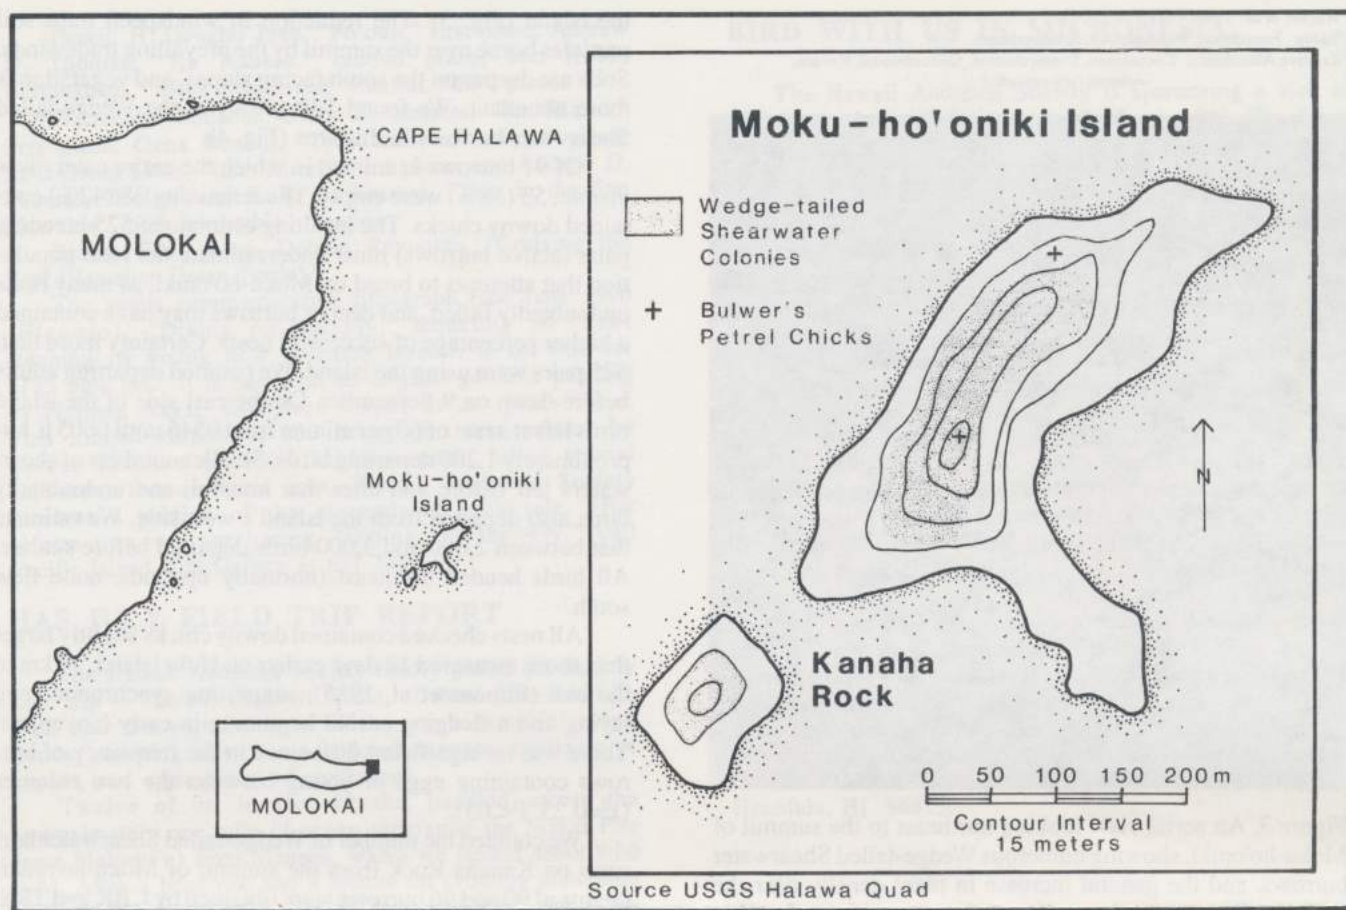 CAPE HALAWA
MOLOKAI
Moku-ho'oniki
Island
MOLOKAI
Moku-ho'oniki Island
Wedge-tailed
Shearwater
Colonies
+ Bulwer's
Petrel Chicks
N
Kanaha
Rock
0 50 100 150 200 m
Contour Interval
15 meters
Source USGS Halawa Quad